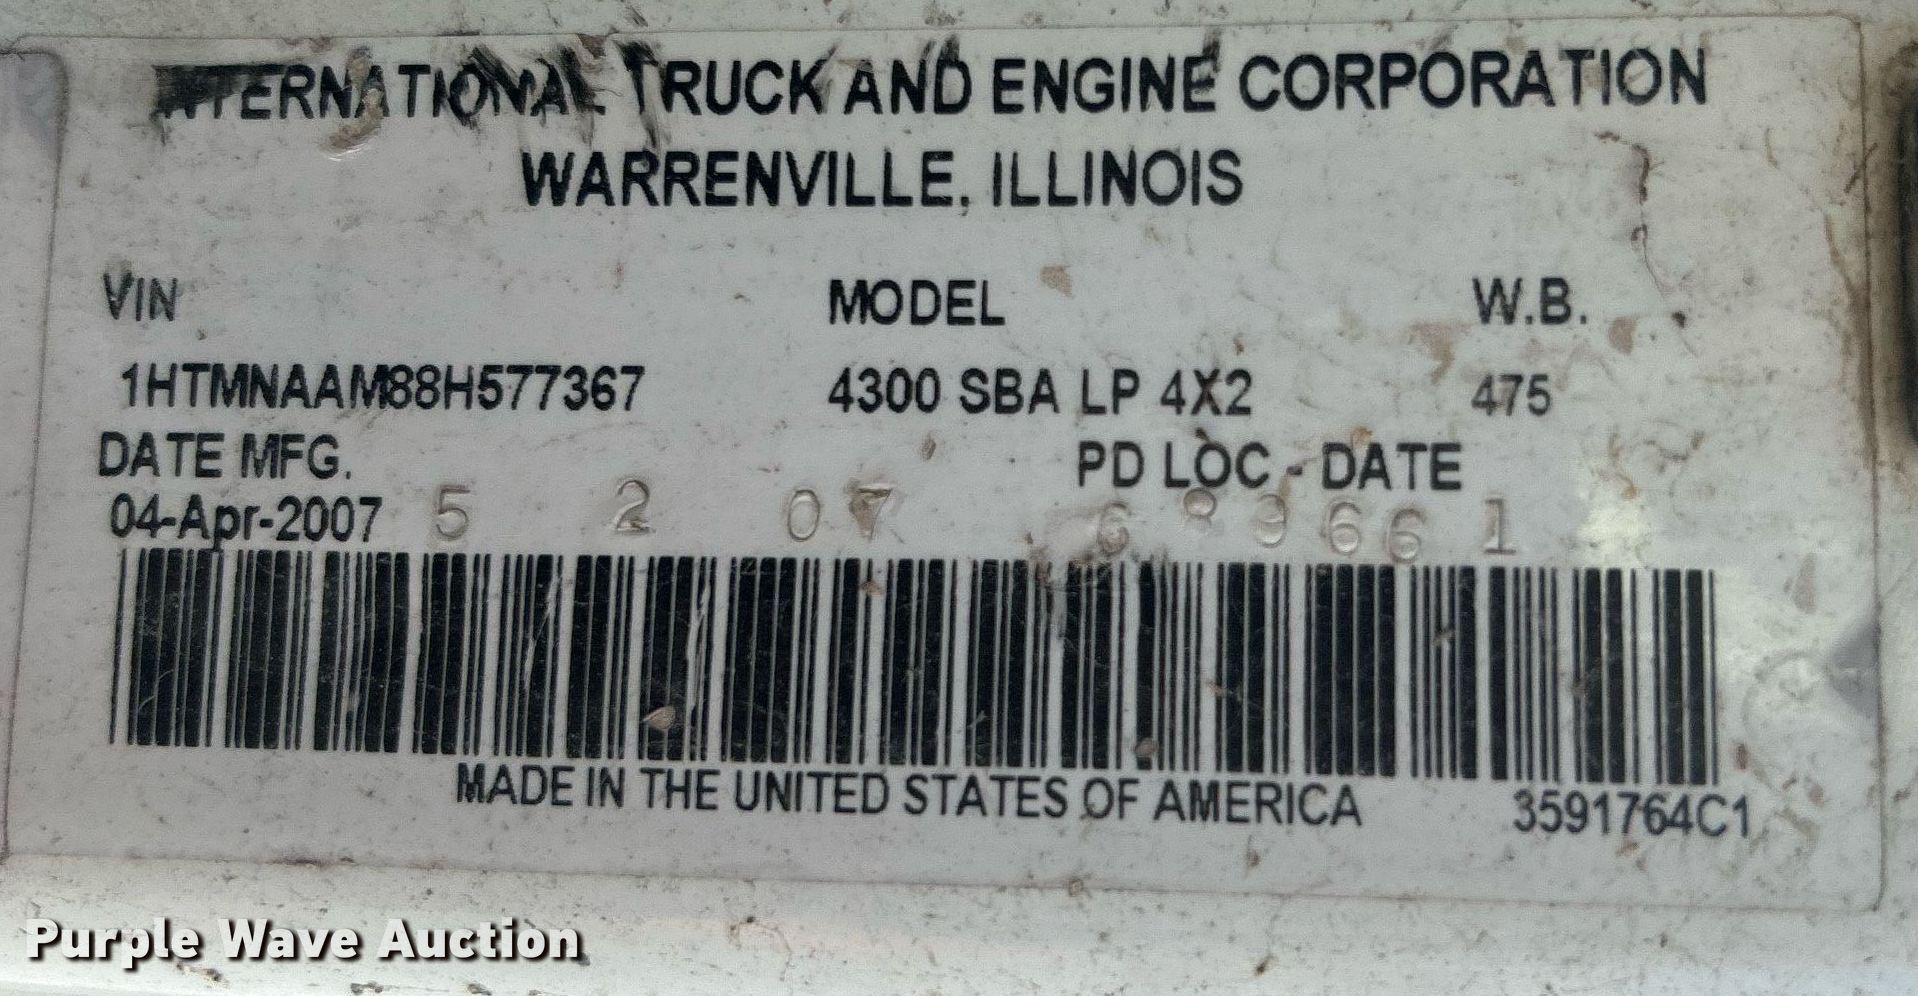 INTERNATIONAL TRUCK AND ENGINE CORPORATION
WARRENVILLE, ILLINOIS
VIN MODEL W.B.
1HTMNAAM88H577367 4300 SBA LP 4X2 475
DATE MFG. PD LOC - DATE
04-Apr-2007 5 2 07 689661
MADE IN THE UNITED STATES OF AMERICA 3591764C1
Purple Wave Auction